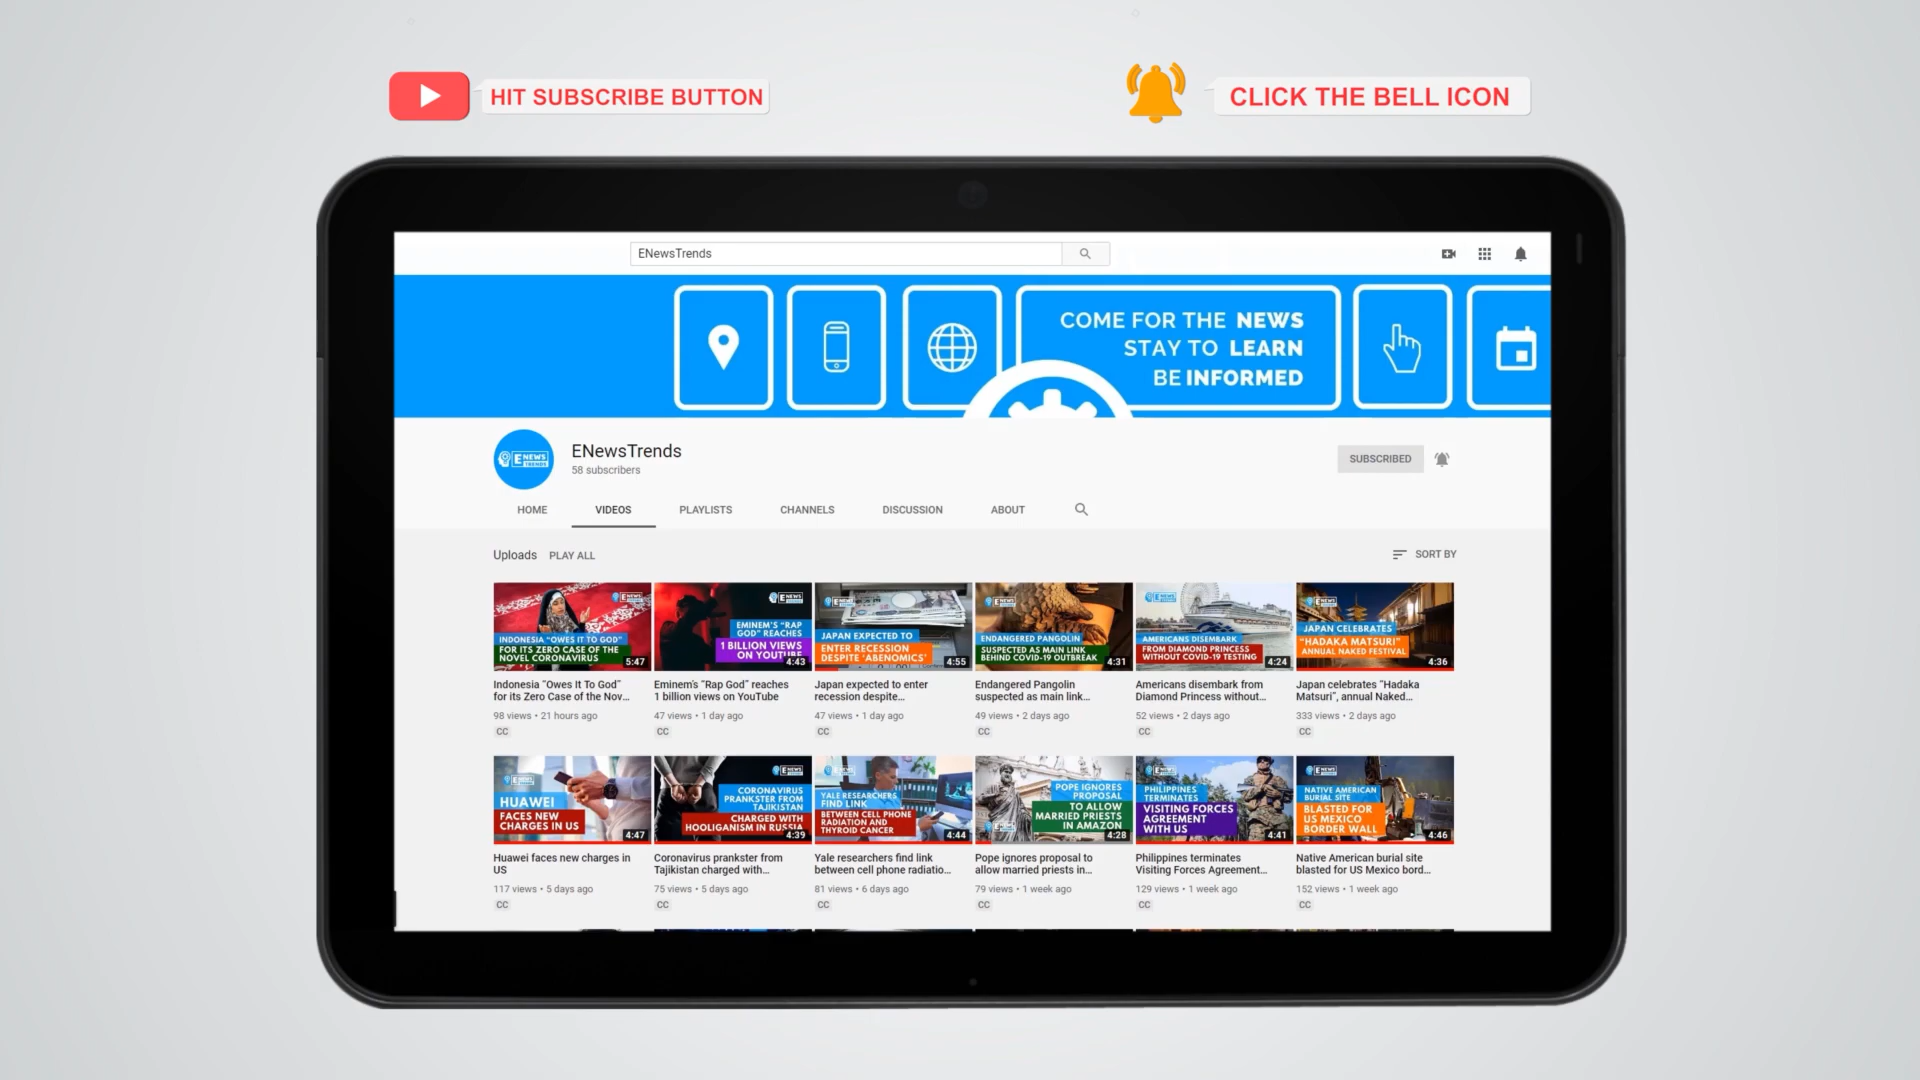 HIT SUBSCRIBE BUTTON
CLICK THE BELL ICON
ENewsTrends
COME FOR THE NEWS
STAY TO LEARN
BE INFORMED
E NEWS
TRENDS
ENewsTrends
58 subscribers
SUBSCRIBED
HOME VIDEOS PLAYLISTS CHANNELS DISCUSSION ABOUT
Uploads PLAY ALL
SORT BY
INDONESIA "OWES IT TO GOD"
FOR ITS ZERO CASE OF THE
NOVEL CORONAVIRUS
5:47
Indonesia "Owes It To God"
for its Zero Case of the Nov...
98 views • 21 hours ago
CC
EMINEM'S "RAP
GOD" REACHES
1 BILLION VIEWS
ON YOUTUBE
4:43
Eminem's "Rap God" reaches
1 billion views on YouTube
47 views • 1 day ago
CC
JAPAN EXPECTED TO
ENTER RECESSION
DESPITE 'ABENOMICS'
4:55
Japan expected to enter
recession despite...
47 views • 1 day ago
CC
ENDANGERED PANGOLIN
SUSPECTED AS MAIN LINK
BEHIND COVID-19 OUTBREAK
4:31
Endangered Pangolin
suspected as main link...
49 views • 2 days ago
CC
AMERICANS DISEMBARK
FROM DIAMOND PRINCESS
WITHOUT COVID-19 TESTING
4:24
Americans disembark from
Diamond Princess without...
52 views • 2 days ago
CC
JAPAN CELEBRATES
"HADAKA MATSURI"
ANNUAL NAKED FESTIVAL
4:36
Japan celebrates "Hadaka
Matsuri", annual Naked...
333 views • 2 days ago
CC
HUAWEI
FACES NEW
CHARGES IN US
4:47
Huawei faces new charges in
US
117 views • 5 days ago
CC
CORONAVIRUS
PRANKSTER FROM
TAJIKISTAN
CHARGED WITH
HOOLIGANISM IN RUSSIA
4:39
Coronavirus prankster from
Tajikistan charged with...
75 views • 5 days ago
CC
YALE RESEARCHERS
FIND LINK
BETWEEN CELL PHONE
RADIATION AND
THYROID CANCER
4:44
Yale researchers find link
between cell phone radiatio...
81 views • 6 days ago
CC
POPE IGNORES
PROPOSAL
TO ALLOW
MARRIED PRIESTS
IN AMAZON
4:28
Pope ignores proposal to
allow married priests in...
79 views • 1 week ago
CC
PHILIPPINES
TERMINATES
VISITING FORCES
AGREEMENT
WITH US
4:41
Philippines terminates
Visiting Forces Agreement...
129 views • 1 week ago
CC
NATIVE AMERICAN
BURIAL SITE
BLASTED FOR
US MEXICO
BORDER WALL
4:46
Native American burial site
blasted for US Mexico bord...
152 views • 1 week ago
CC